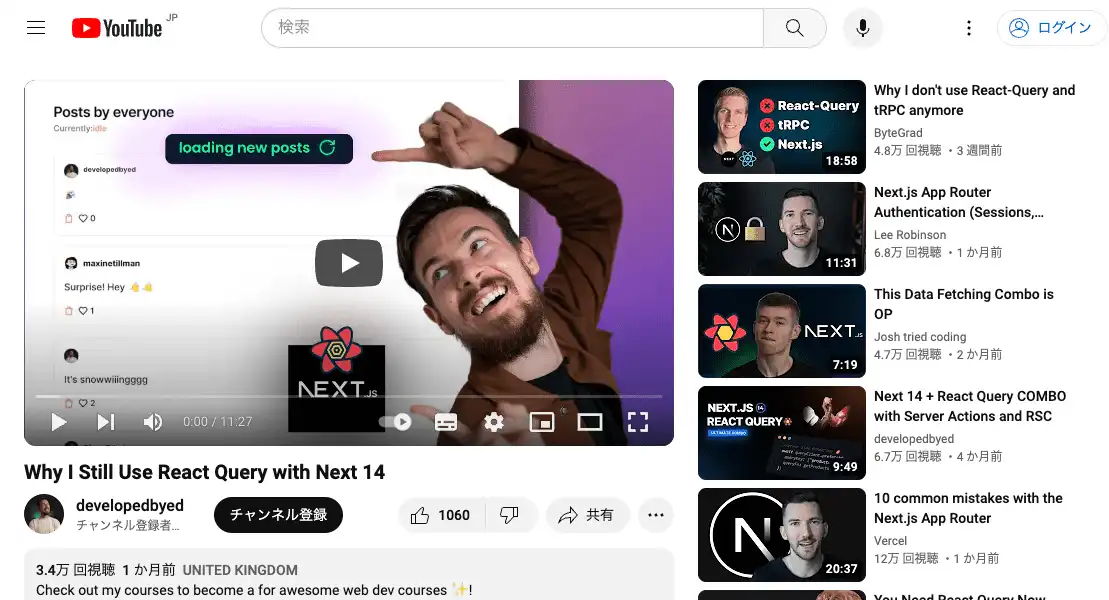 YouTube JP
検索
ログイン
Posts by everyone
Currently:idle
loading new posts
developedbyed
0
maxinetillman
Surprise! Hey 👋👋
1
It's snowwiiingggg
2
NEXT.JS
0:00 / 11:27
Why I Still Use React Query with Next 14
developedbyed
チャンネル登録者…
チャンネル登録
1060
共有
3.4万 回視聴 1 か月前 UNITED KINGDOM
Check out my courses to become a for awesome web dev courses ✨!
React-Query
tRPC
Next.js
18:58
Why I don't use React-Query and
tRPC anymore
ByteGrad
4.8万 回視聴 ・3 週間前
N
11:31
Next.js App Router
Authentication (Sessions,…
Lee Robinson
6.8万 回視聴 ・1 か月前
NEXT.JS
7:19
This Data Fetching Combo is
OP
Josh tried coding
4.7万 回視聴 ・2 か月前
NEXT.JS 14
REACT QUERY
ULTIMATE COMBO
9:49
Next 14 + React Query COMBO
with Server Actions and RSC
developedbyed
6.7万 回視聴 ・4 か月前
N
20:37
10 common mistakes with the
Next.js App Router
Vercel
12万 回視聴 ・1 か月前
You Need React Query Now